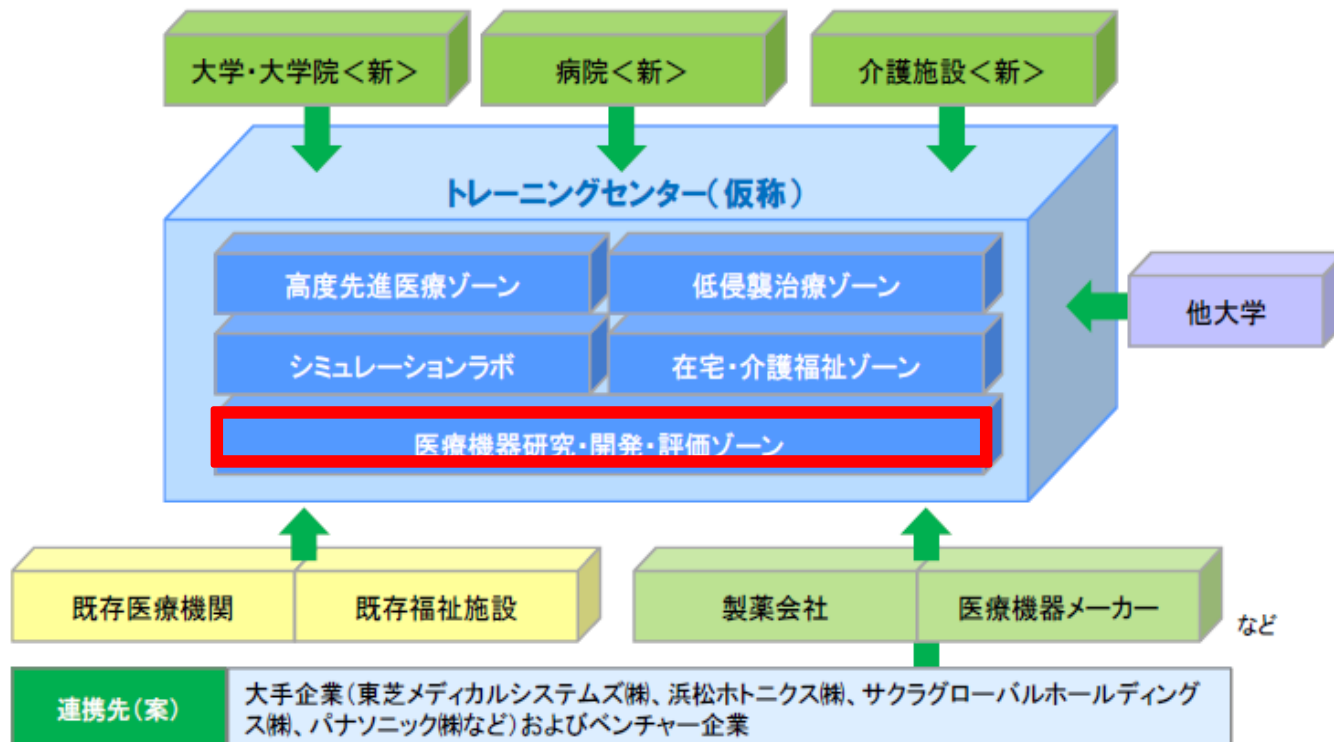 大学・大学院<新>
病院<新>
介護施設<新>
トレーニングセンター(仮称)
高度先進医療ゾーン
低侵襲治療ゾーン
他大学
シミュレーションラボ
在宅・介護福祉ゾーン
医療機器研究・開発・評価ゾーン
既存医療機関
既存福祉施設
製薬会社
医療機器メーカー
など
連携先(案)
大手企業(東芝メディカルシステムズ㈱、浜松ホトニクス㈱、サクラグローバルホールディング
ス㈱、パナソニック㈱など)およびベンチャー企業